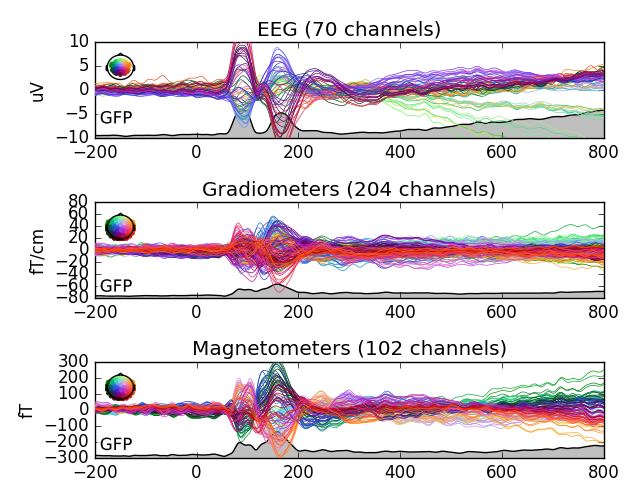 EEG (70 channels)
10
5
0
−5
−10
uV
GFP
−200 0 200 400 600 800
Gradiometers (204 channels)
80
60
40
20
0
−20
−40
−60
−80
fT/cm
GFP
−200 0 200 400 600 800
Magnetometers (102 channels)
300
200
100
0
−100
−200
−300
fT
GFP
−200 0 200 400 600 800